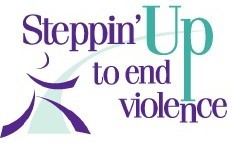 Steppin' Up
to end
violence